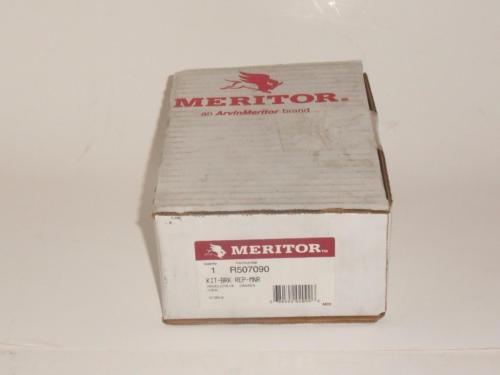 MERITOR
an ArvinMeritor brand
MERITOR
1 R507090
KIT-BRK REP-MNR